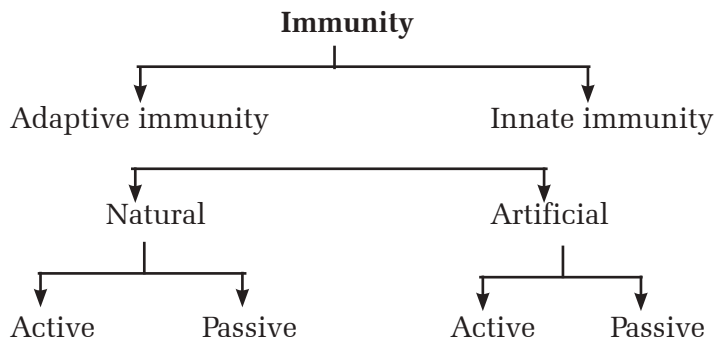 Immunity
Adaptive immunity Innate immunity
Natural Artificial
Active Passive Active Passive